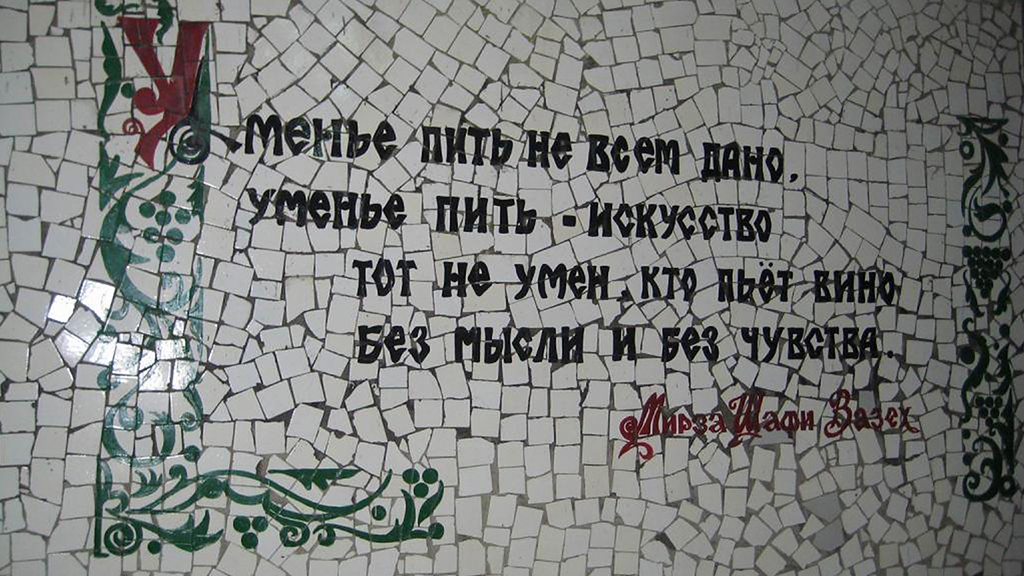 Уменье пить не всем дано,
уменье пить - искусство
тот не умен, кто пьёт вино
без мысли и без чувства.
Мирза Шафи Вазех